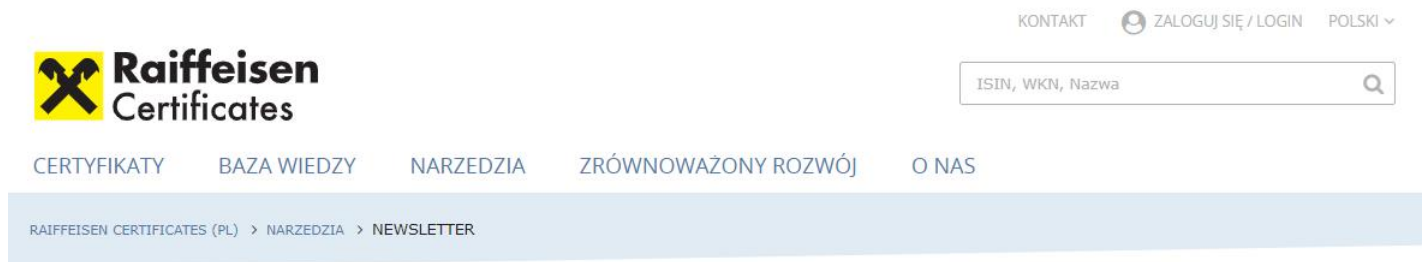 KONTAKT ZALOGUJ SIĘ / LOGIN POLSKI
Raiffeisen
Certificates
ISIN, WKN, Nazwa
CERTYFIKATY BAZA WIEDZY NARZEDZIA ZRÓWNOWAŻONY ROZWÓJ O NAS
RAIFFEISEN CERTIFICATES (PL) > NARZEDZIA > NEWSLETTER